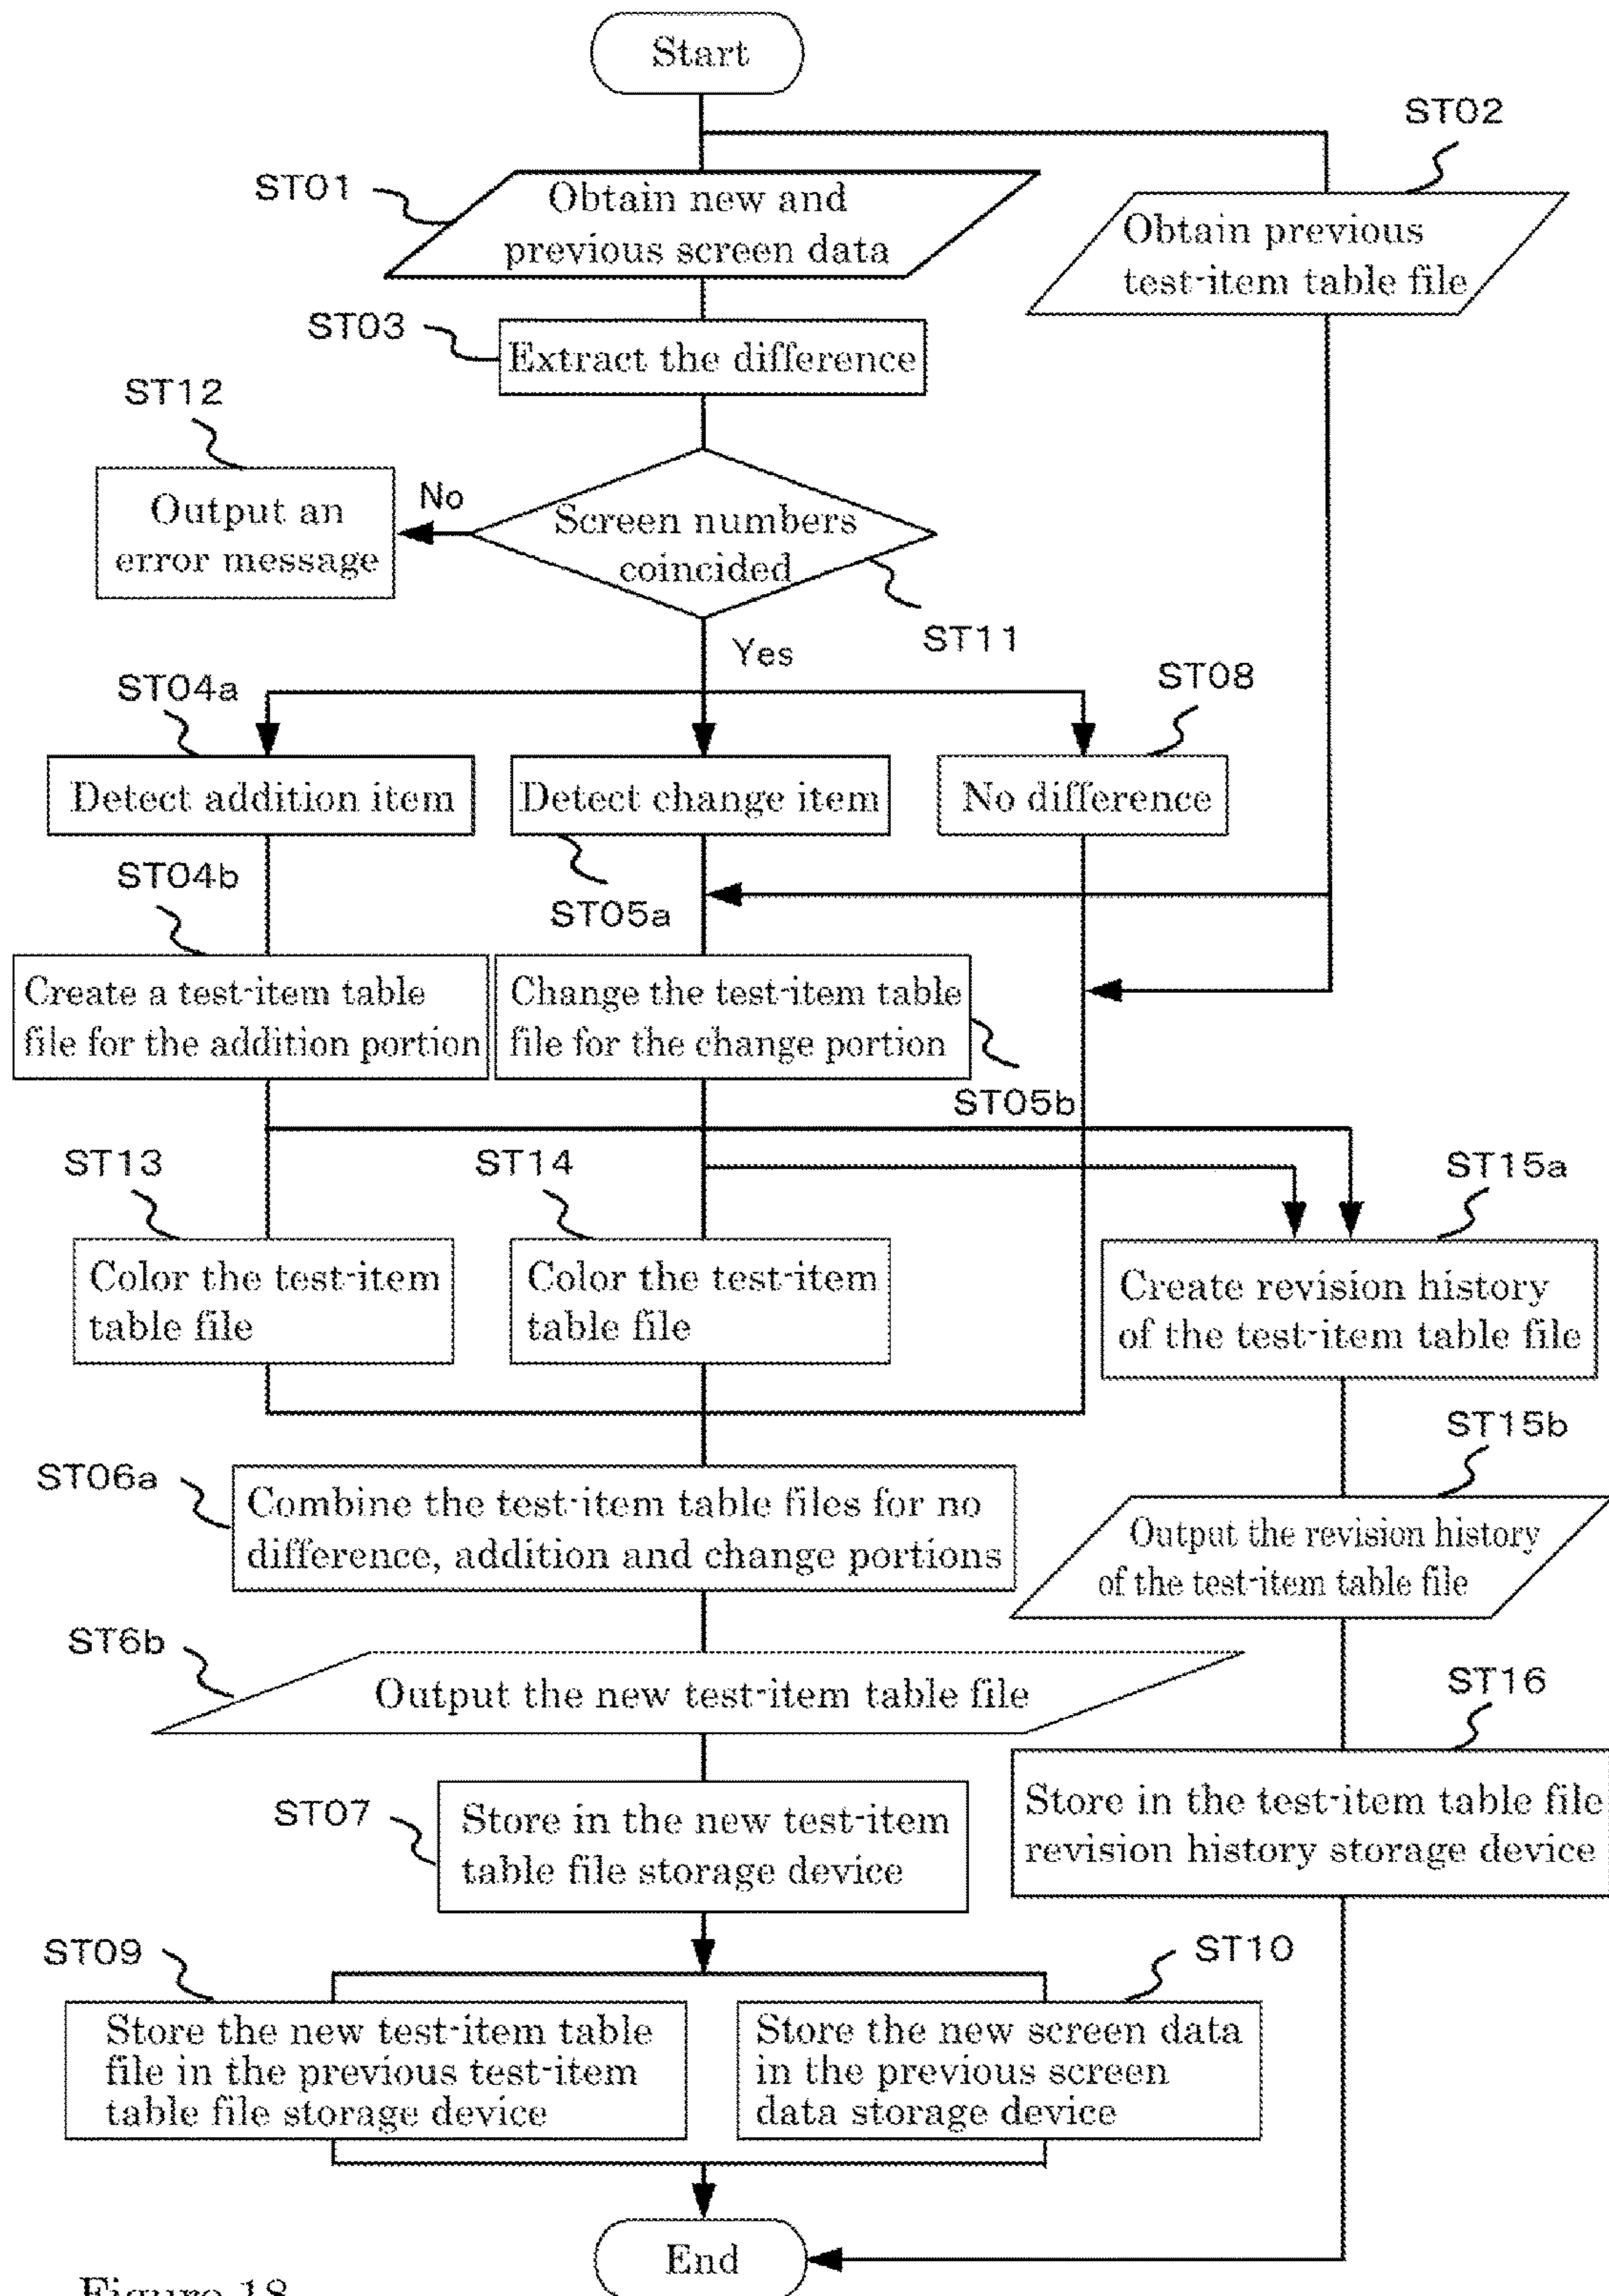 Start
ST02
ST01
Obtain new and
previous screen data
Obtain previous
test-item table file
ST03
Extract the difference
ST12
Output an
error message
No
Screen numbers
coincided
ST11
Yes
ST04a
ST08
Detect addition item
Detect change item
No difference
ST04b
ST05a
Create a test-item table
file for the addition portion
Change the test-item table
file for the change portion
ST05b
ST13
ST14
ST15a
Color the test-item
table file
Color the test-item
table file
Create revision history
of the test-item table file
ST15b
ST06a
Combine the test-item table files for no
difference, addition and change portions
Output the revision history
of the test-item table file
ST6b
Output the new test-item table file
ST16
ST07
Store in the new test-item
table file storage device
Store in the test-item table file
revision history storage device
ST09
ST10
Store the new test-item table
file in the previous test-item
table file storage device
Store the new screen data
in the previous screen
data storage device
End
Figure 18